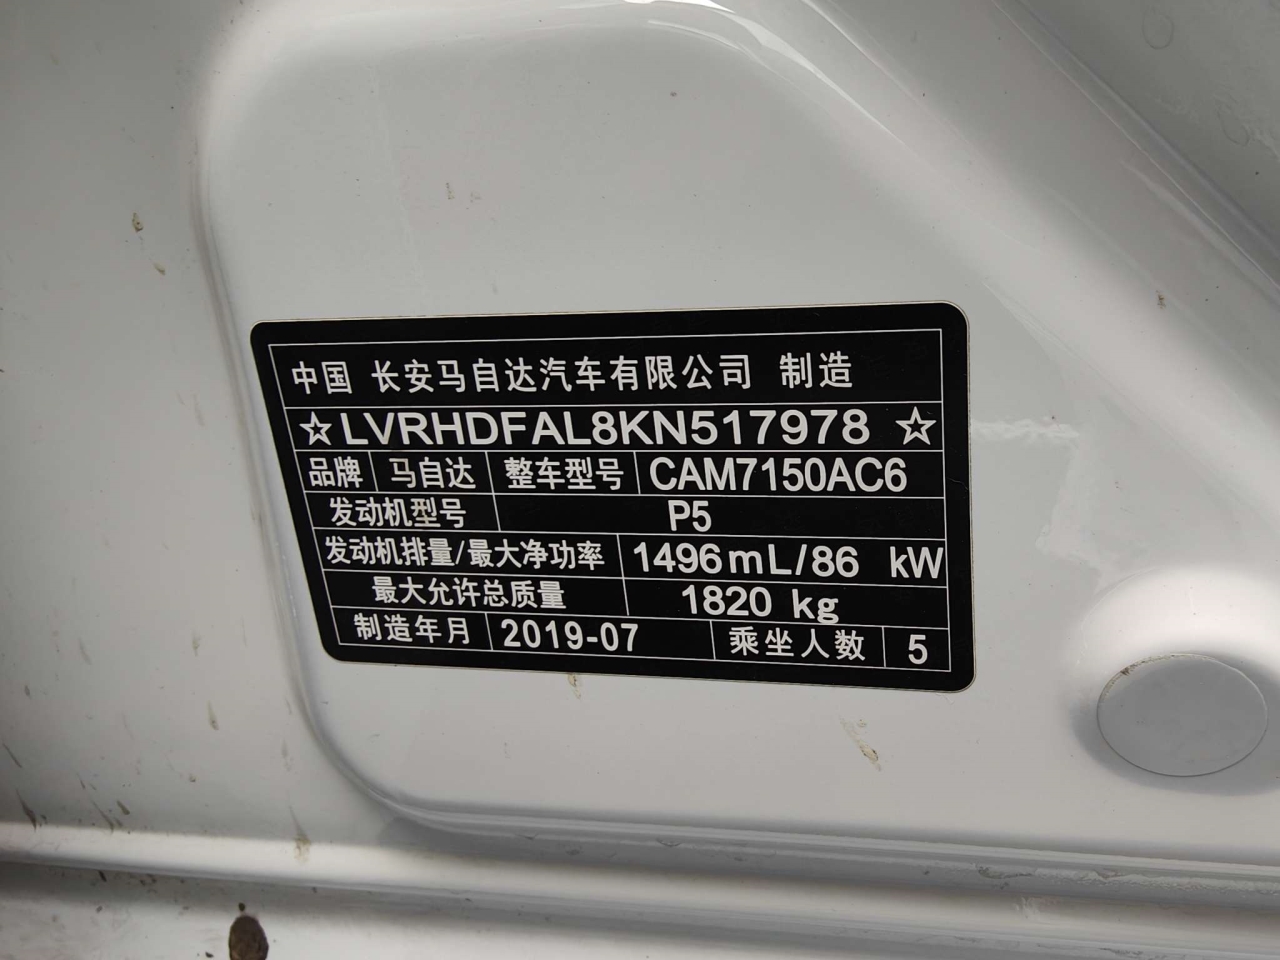 中国 长安马自达汽车有限公司 制造
☆LVRHDFAL8KN517978☆
品牌 马自达 整车型号 CAM7150AC6
发动机型号 P5
发动机排量/最大净功率 1496mL/86 kW
最大允许总质量 1820 kg
制造年月 2019-07 乘坐人数 5